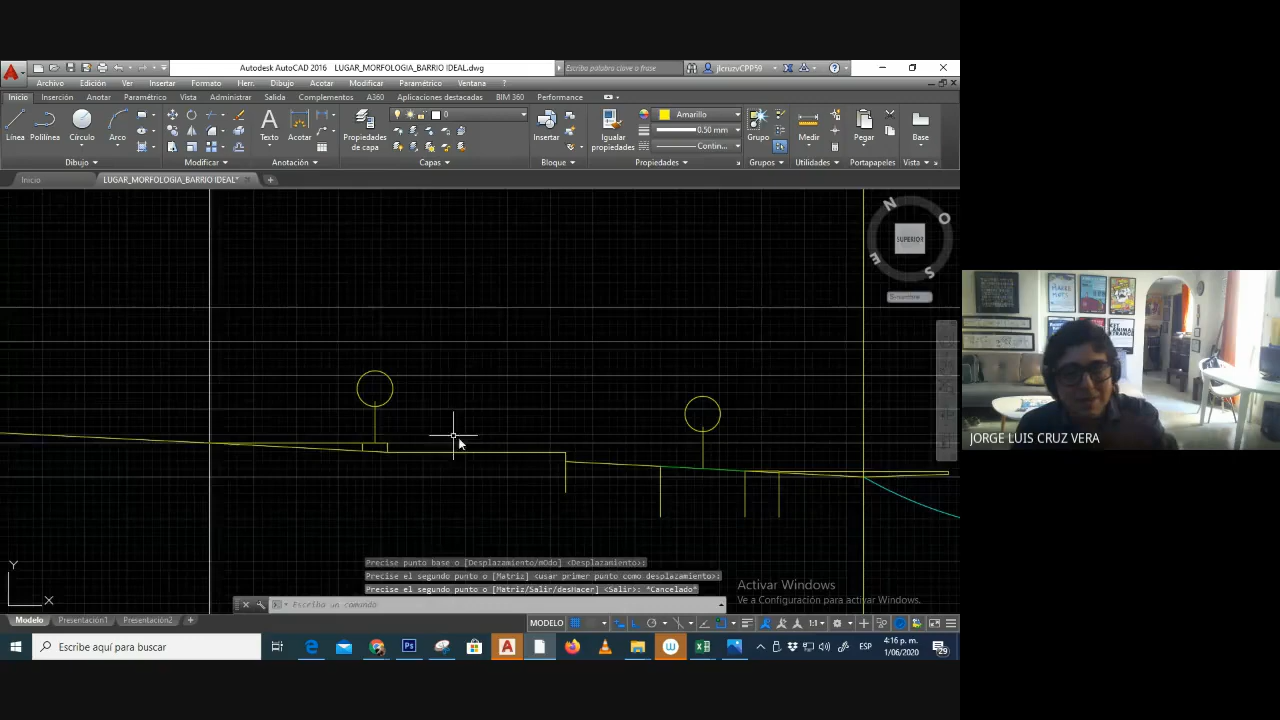 Autodesk AutoCAD 2016   LUGAR_MORFOLOGIA_BARRIO IDEAL.dwg
Escriba palabra clave o frase
jlcruzvCPP59
Archivo Edición Ver Insertar Formato Herr. Dibujo Acotar Modificar Paramétrico Ventana ?
Inicio Inserción Anotar Paramétrico Vista Administrar Salida Complementos A360 Aplicaciones destacadas BIM 360 Performance
0
Amarillo
0.50 mm
Contin...
Línea Polilínea Círculo Arco Texto Acotar Propiedades de capa Insertar Igualar propiedades Grupo Medir Pegar Base
Dibujo Modificar Anotación Capas Bloque Propiedades Grupos Utilidades Portapapeles Vista
Inicio LUGAR_MORFOLOGIA_BARRIO IDEAL*
N
O
SUPERIOR
E
S
JORGE LUIS CRUZ VERA
Precise punto base o [Desplazamiento/mOdo] <Desplazamiento>:
Precise el segundo punto o [Matriz] <usar primer punto como desplazamiento>:
Precise el segundo punto o [Matriz/Salir/desHacer] <Salir>: *Cancelado*
Escriba un comando
Y
X
Activar Windows
Ve a Configuración para activar Windows.
Modelo Presentación1 Presentación2 +
MODELO
1:1
Escribe aquí para buscar
ESP
4:16 p. m.
1/06/2020
29